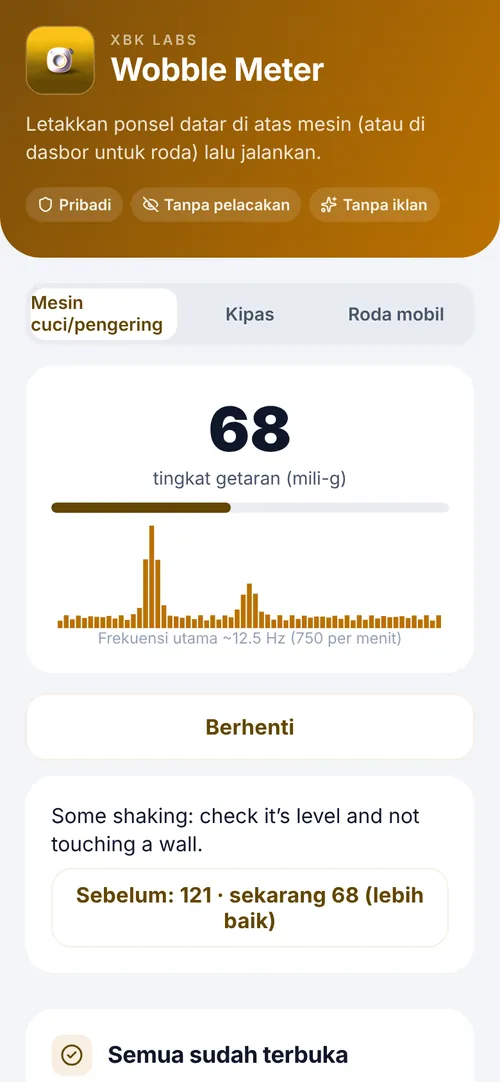 XBK LABS
Wobble Meter
Letakkan ponsel datar di atas mesin (atau di
dasbor untuk roda) lalu jalankan.
Pribadi
Tanpa pelacakan
Tanpa iklan
Mesin
cuci/pengering
Kipas
Roda mobil
68
tingkat getaran (mili-g)
Frekuensi utama ~12.5 Hz (750 per menit)
Berhenti
Some shaking: check it’s level and not
touching a wall.
Sebelum: 121 · sekarang 68 (lebih
baik)
Semua sudah terbuka